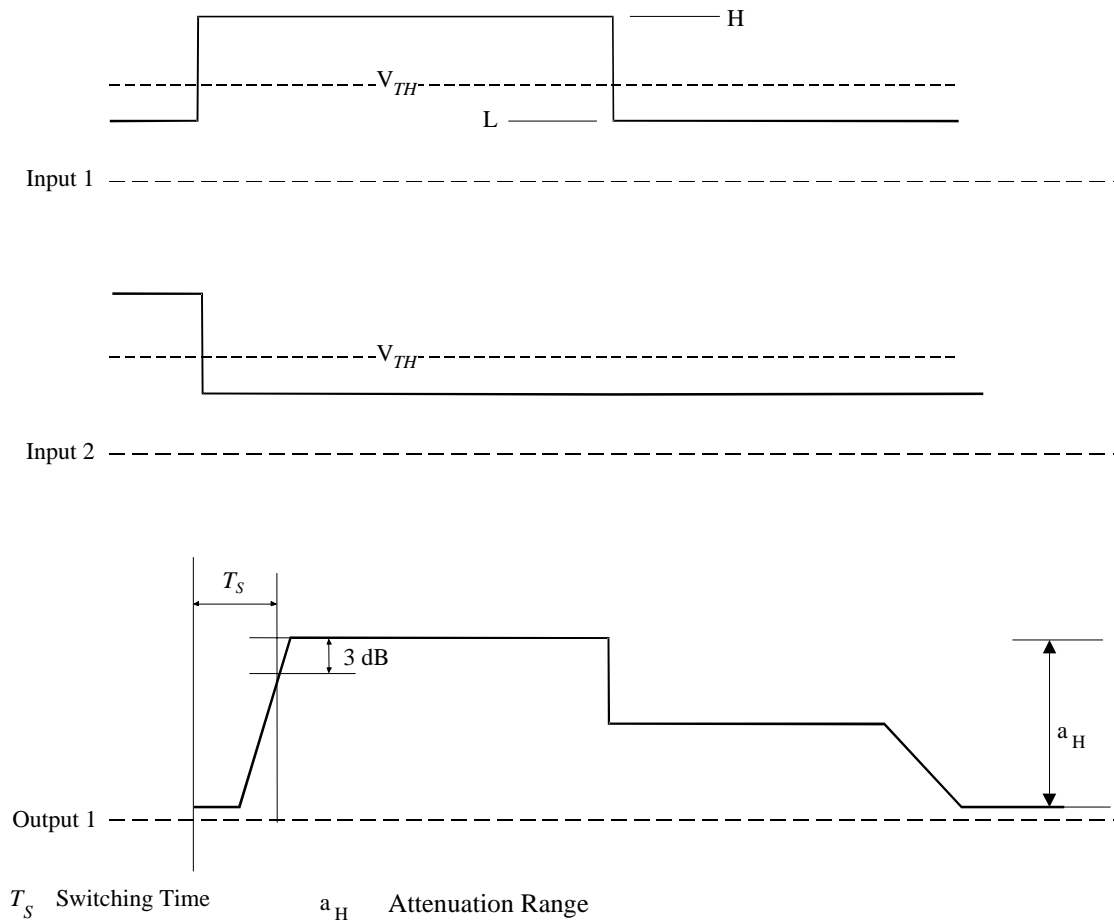 H
V_TH
L
Input 1
V_TH
Input 2
T_S
3 dB
a_H
Output 1
T_S Switching Time
a_H Attenuation Range